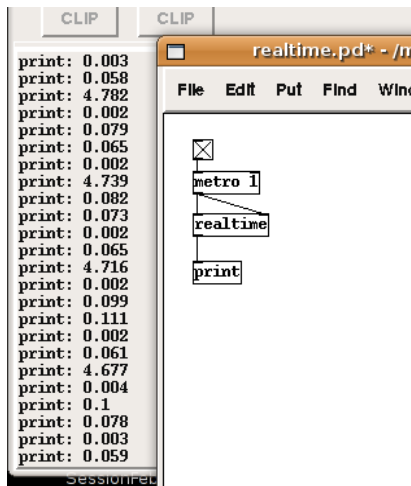 CLIP CLIP
print: 0.003
print: 0.058
print: 4.782
print: 0.002
print: 0.079
print: 0.065
print: 0.002
print: 4.739
print: 0.082
print: 0.073
print: 0.002
print: 0.065
print: 4.716
print: 0.002
print: 0.099
print: 0.111
print: 0.002
print: 0.061
print: 4.677
print: 0.004
print: 0.1
print: 0.078
print: 0.003
print: 0.059
realtime.pd* - /m
File Edit Put Find Wind
metro 1
realtime
print
SessionFeb